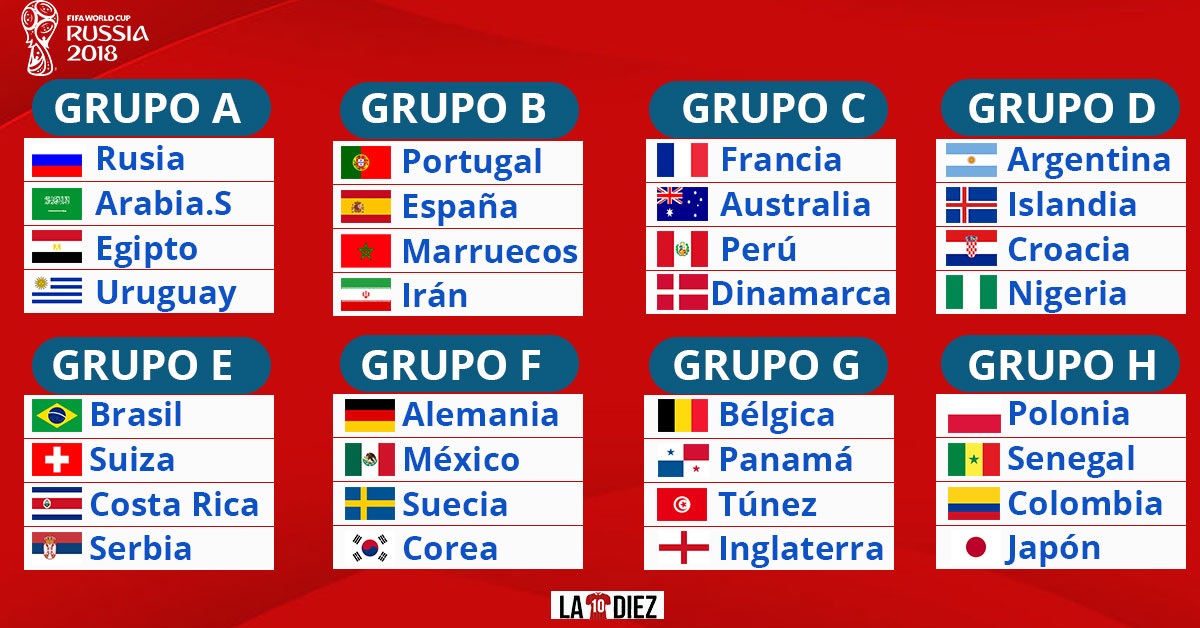 FIFA WORLD CUP
RUSSIA
2018
GRUPO A
Rusia
Arabia.S
Egipto
Uruguay
GRUPO B
Portugal
España
Marruecos
Irán
GRUPO C
Francia
Australia
Perú
Dinamarca
GRUPO D
Argentina
Islandia
Croacia
Nigeria
GRUPO E
Brasil
Suiza
Costa Rica
Serbia
GRUPO F
Alemania
México
Suecia
Corea
GRUPO G
Bélgica
Panamá
Túnez
Inglaterra
GRUPO H
Polonia
Senegal
Colombia
Japón
LA 10 DIEZ